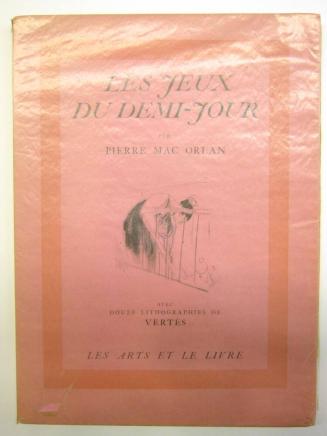 LES JEUX
DU DEMI-JOUR
PAR
PIERRE MAC ORLAN
AVEC
DOUZE LITHOGRAPHIES DE
VERTÈS
LES ARTS ET LE LIVRE